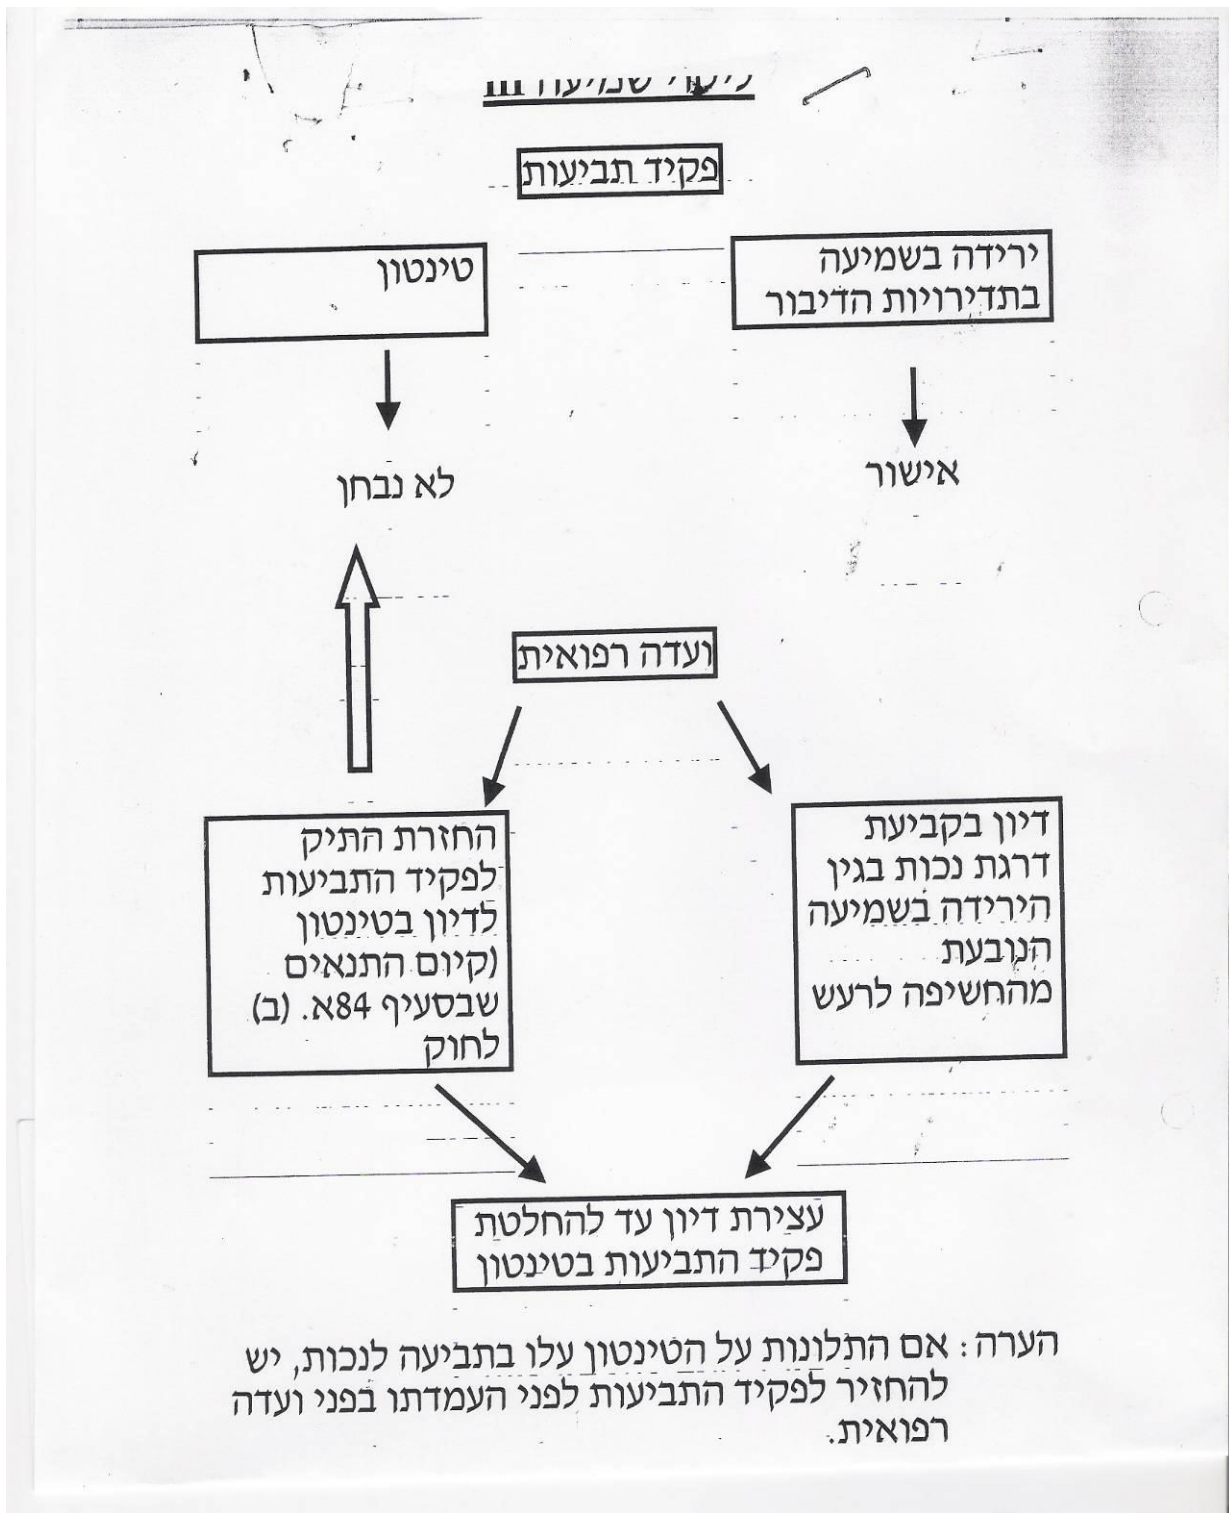 III
פקיד תביעות
ירידה בשמיעה
בתדירויות הדיבור
טינטון
אישור
לא נבחן
ועדה רפואית
דיון בקביעת
דרגת נכות בגין
הירידה בשמיעה
הנובעת
מהחשיפה לרעש
החזרת התיק
לפקיד התביעות
לדיון בטינטון
(קיום התנאים
שבסעיף 84א. (ב)
לחוק
עצירת דיון עד להחלטת
פקיד התביעות בטינטון
הערה: אם התלונות על הטינטון עלו בתביעה לנכות, יש
להחזיר לפקיד התביעות לפני העמדתו בפני ועדה
רפואית.